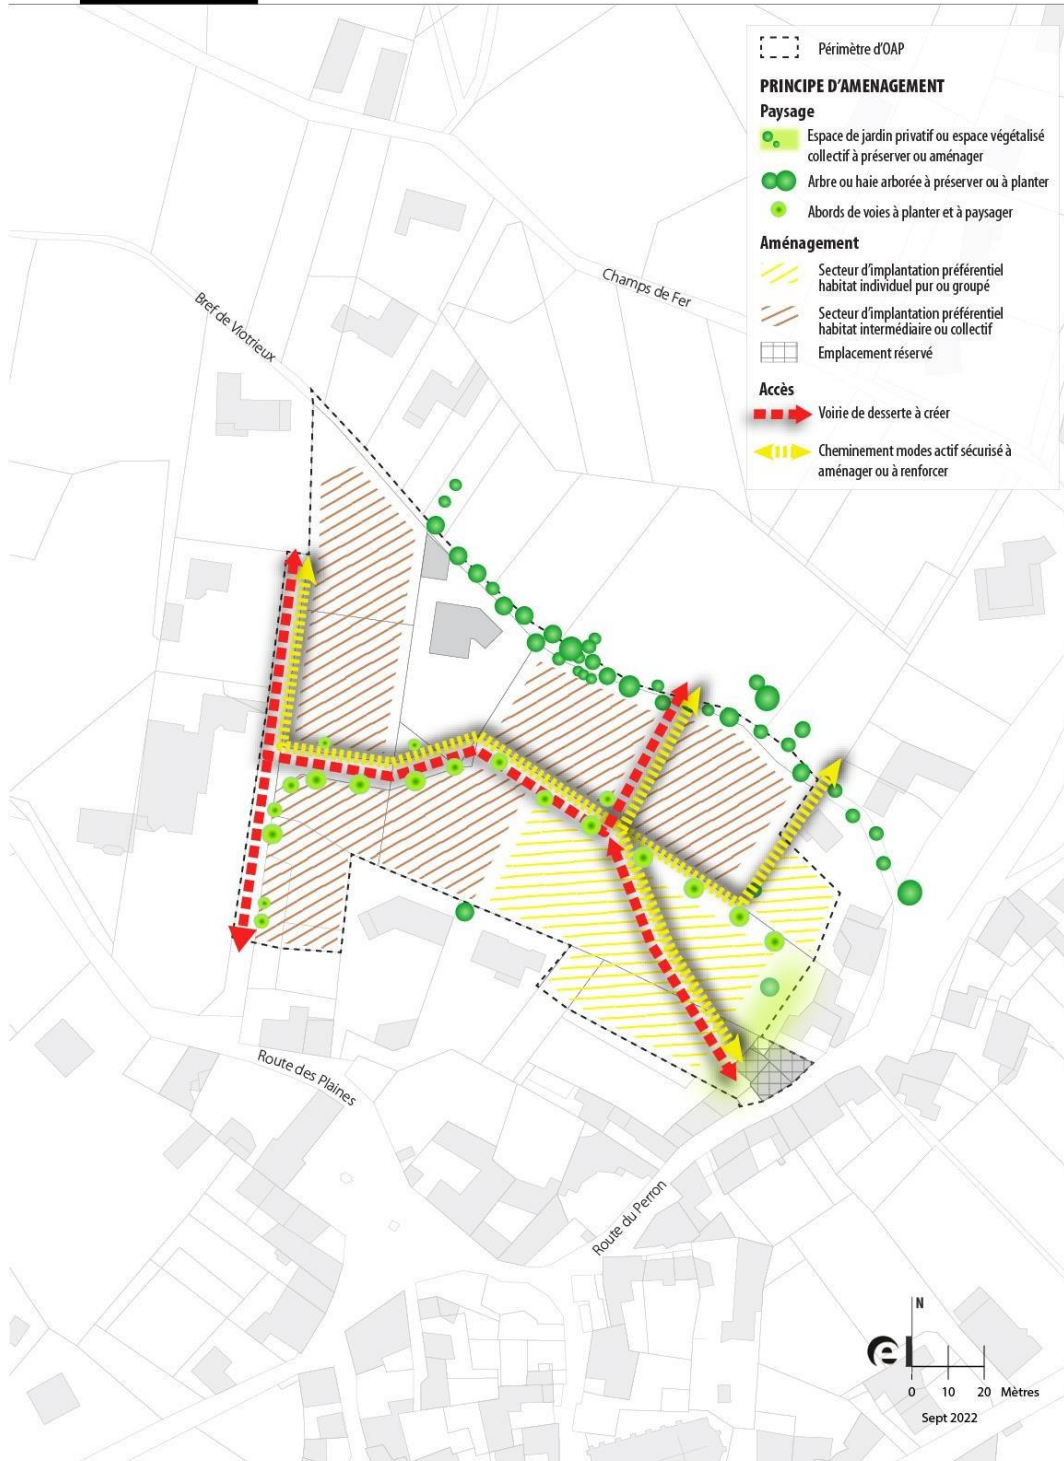 Périmètre d'OAP
PRINCIPE D'AMENAGEMENT
Paysage
Espace de jardin privatif ou espace végétalisé
collectif à préserver ou aménager
Arbre ou haie arborée à préserver ou à planter
Abords de voies à planter et à paysager
Aménagement
Secteur d'implantation préférentiel
habitat individuel pur ou groupé
Secteur d'implantation préférentiel
habitat intermédiaire ou collectif
Emplacement réservé
Accès
Voirie de desserte à créer
Cheminement modes actif sécurisé à
aménager ou à renforcer
Champs de Fer
Bref de Viotrieux
Route des Plaines
Route du Perron
N
e
0 10 20 Mètres
Sept 2022